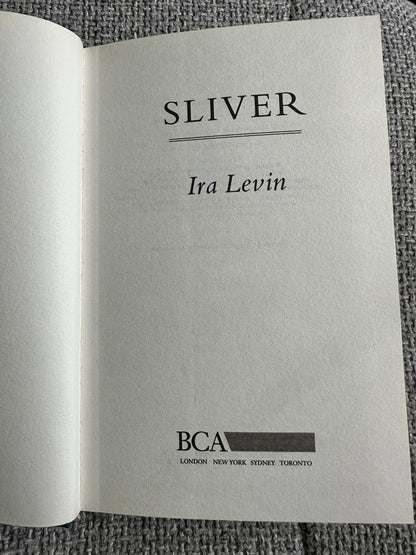 SLIVER
Ira Levin
BCA
LONDON NEW YORK SYDNEY TORONTO